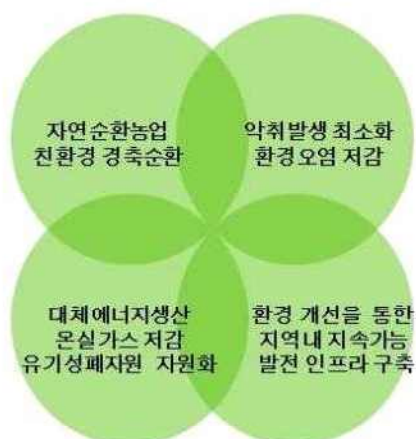 자연순환농업
친환경 경축순환
악취발생 최소화
환경오염 저감
대체에너지생산
온실가스 저감
유기성폐자원 자원화
환경 개선을 통한
지역내 지속가능
발전 인프라 구축